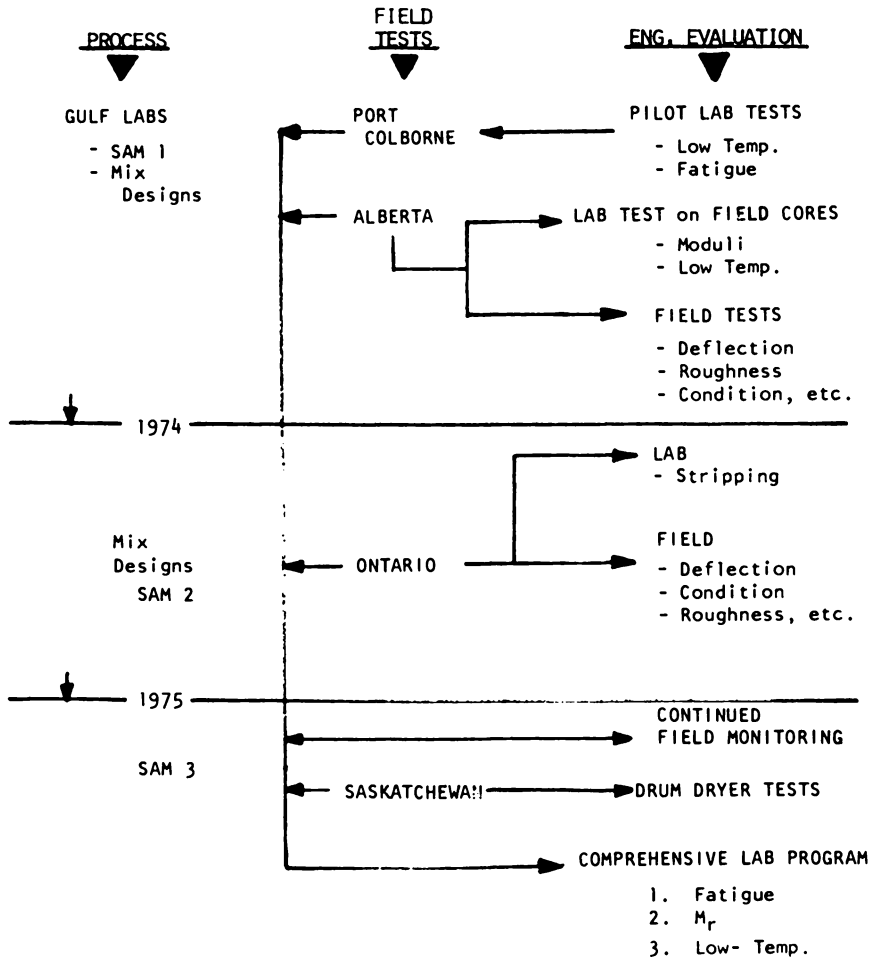 PROCESS
FIELD
TESTS
ENG. EVALUATION
GULF LABS
- SAM 1
- Mix
Designs
PORT
COLBORNE
PILOT LAB TESTS
- Low Temp.
- Fatigue
ALBERTA
LAB TEST on FIELD CORES
- Moduli
- Low Temp.
FIELD TESTS
- Deflection
- Roughness
- Condition, etc.
1974
LAB
- Stripping
Mix
Designs
SAM 2
ONTARIO
FIELD
- Deflection
- Condition
- Roughness, etc.
1975
SAM 3
CONTINUED
FIELD MONITORING
SASKATCHEWAN
DRUM DRYER TESTS
COMPREHENSIVE LAB PROGRAM
1. Fatigue
2. Mr
3. Low- Temp.